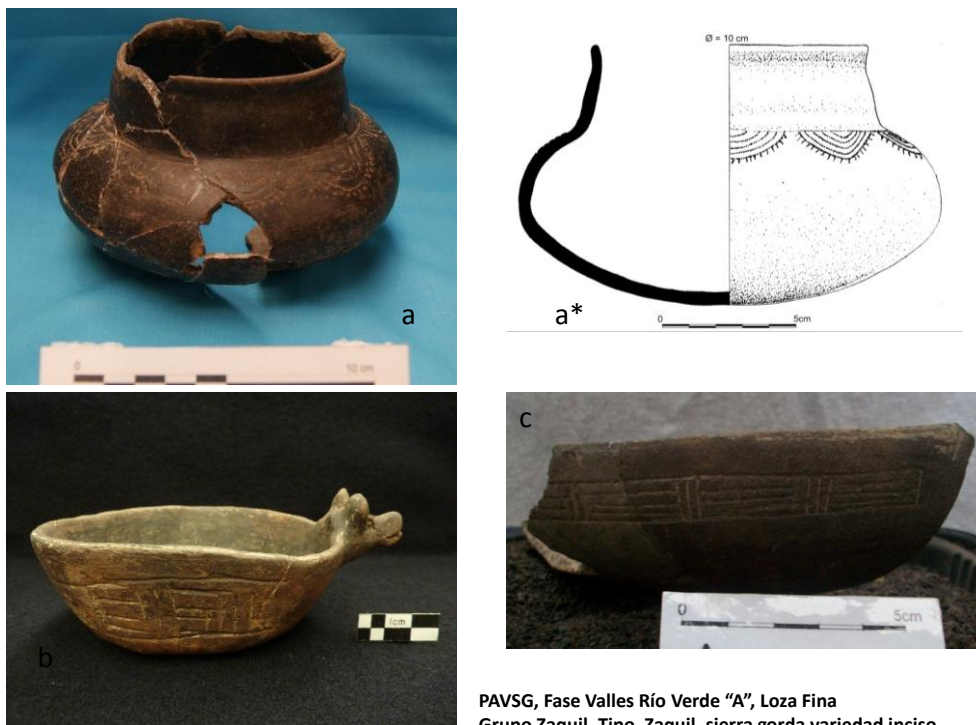 a
0
10 cm
Ø = 10 cm
a*
0
5cm
b
1cm
c
0
5cm
PAVSG, Fase Valles Río Verde “A”, Loza Fina
Grupo Zaquil, Tipo, Zaquil, sierra gorda variedad inciso